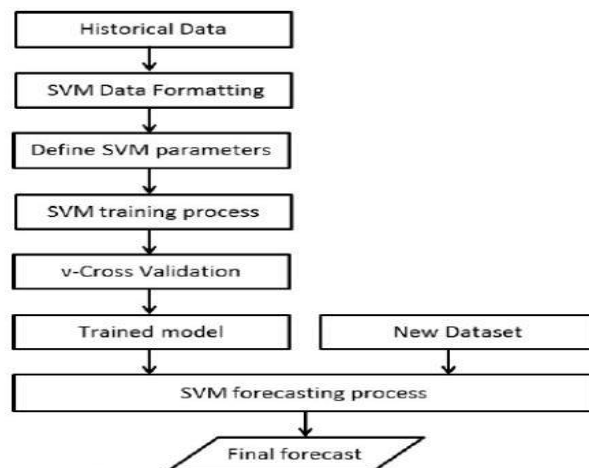 Historical Data
SVM Data Formatting
Define SVM parameters
SVM training process
v-Cross Validation
Trained model
New Dataset
SVM forecasting process
Final forecast